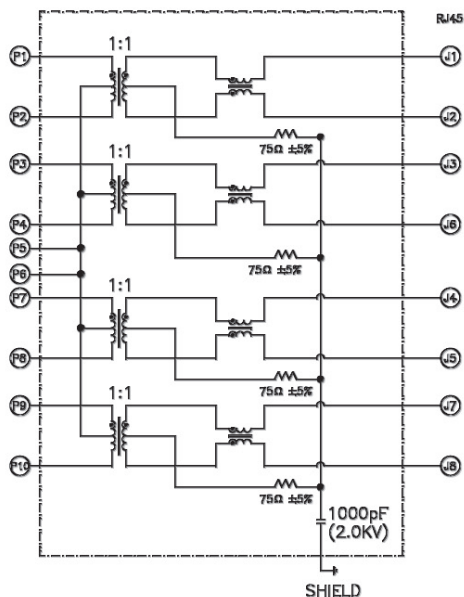 RJ45
1:1
P1 J1
P2 J2
75Ω ±5%
1:1
P3 J3
P4 J6
P5
P6
75Ω ±5%
1:1
P7 J4
P8 J5
75Ω ±5%
1:1
P9 J7
P10 J8
75Ω ±5%
1000pF
(2.0KV)
SHIELD